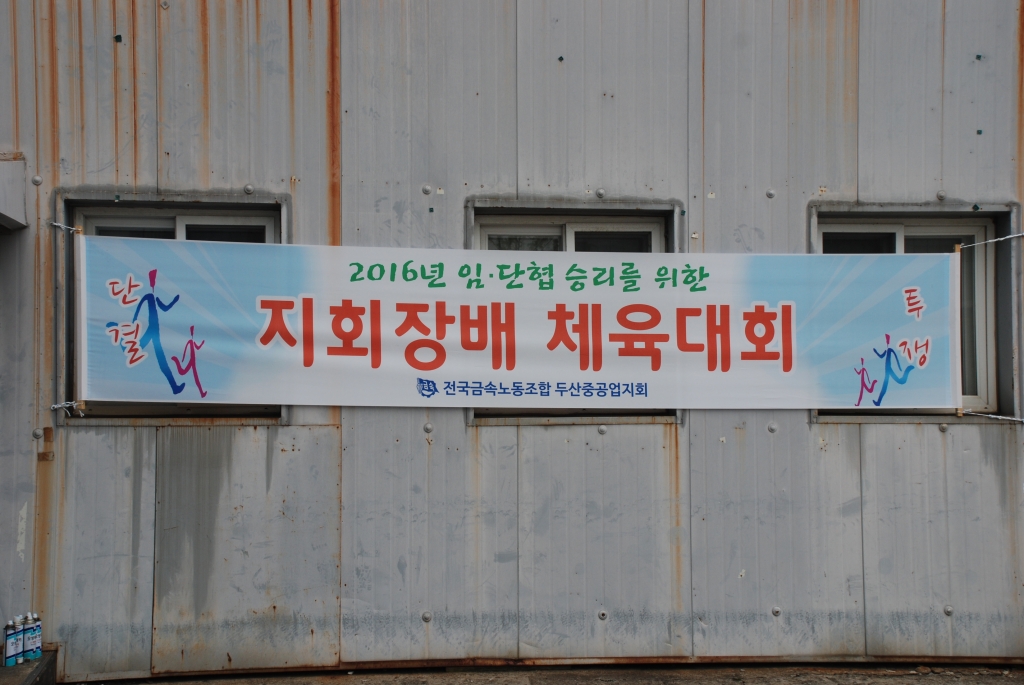 2016년 임·단협 승리를 위한
단결
지회장배 체육대회
투쟁
전국금속노동조합 두산중공업지회